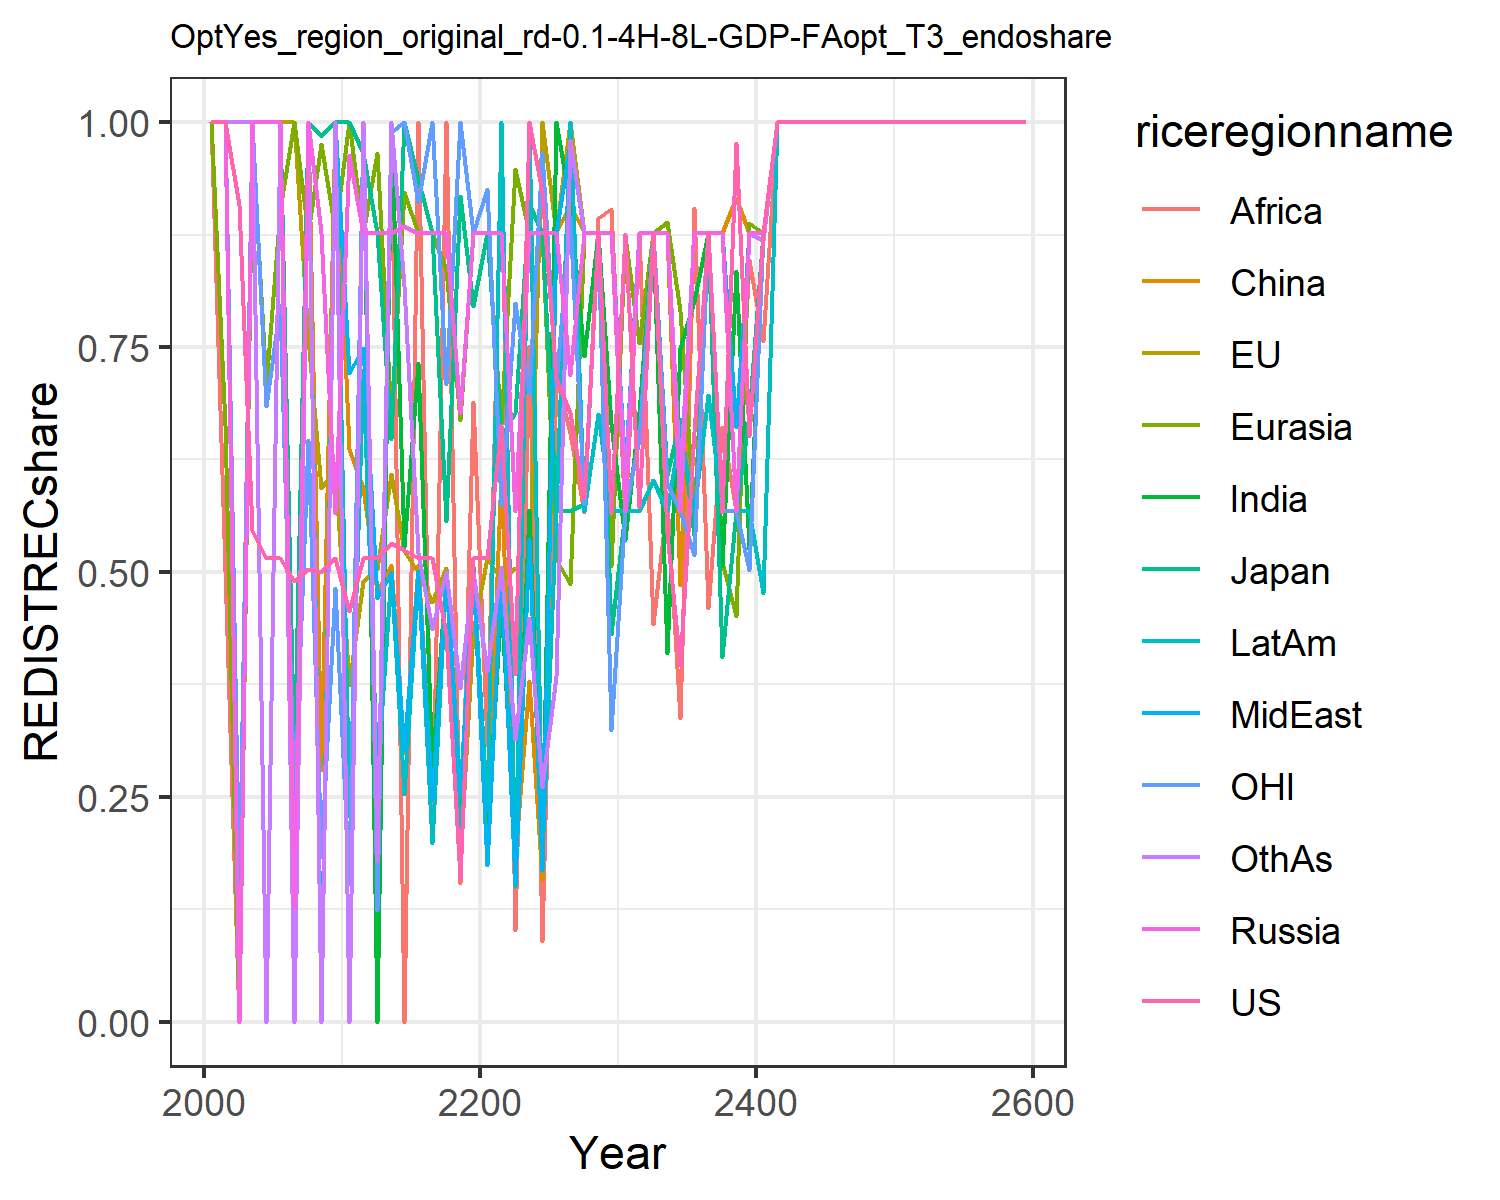 OptYes_region_original_rd-0.1-4H-8L-GDP-FAopt_T3_endoshare
REDISTRECshare
1.00
0.75
0.50
0.25
0.00
2000
2200
2400
2600
Year
riceregionname
Africa
China
EU
Eurasia
India
Japan
LatAm
MidEast
OHI
OthAs
Russia
US